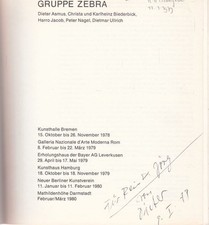 GRUPPE ZEBRA
Dieter Asmus, Christa und Karlheinz Biederbick,
Harro Jacob, Peter Nagel, Dietmar Ullrich
Kunsthalle Bremen
15. Oktober bis 26. November 1978
Galleria Nazionale d'Arte Moderna Rom
8. Februar bis 22. März 1979
Erholungshaus der Bayer AG Leverkusen
29. April bis 17. Mai 1979
Kunsthaus Hamburg
18. Oktober bis 18. November 1979
Neuer Berliner Kunstverein
11. Januar bis 11. Februar 1980
Mathildenhöhe Darmstadt
Februar/März 1980
Für